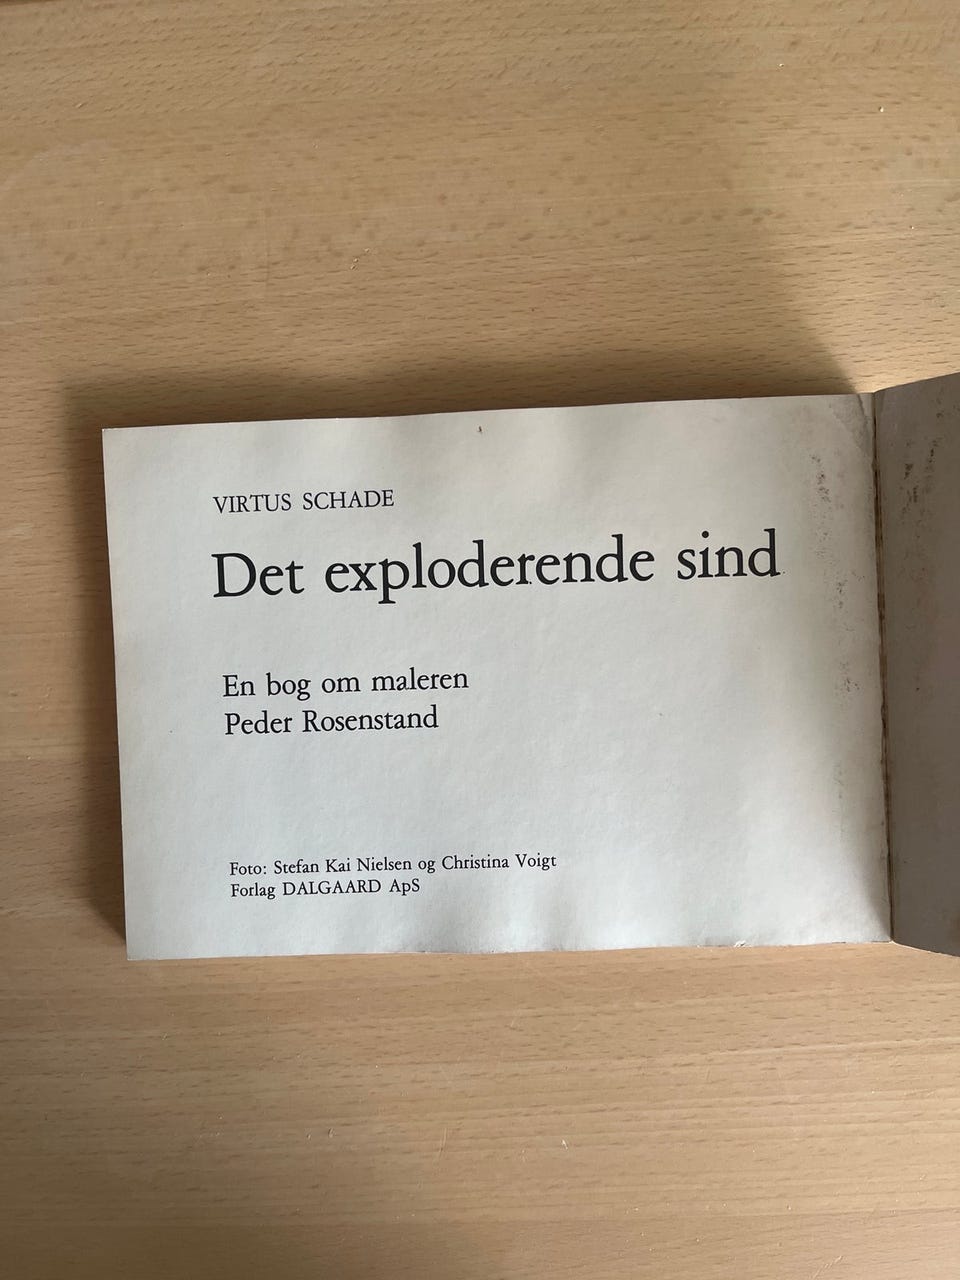 VIRTUS SCHADE
Det exploderende sind
En bog om maleren
Peder Rosenstand
Foto: Stefan Kai Nielsen og Christina Voigt
Forlag DALGAARD ApS